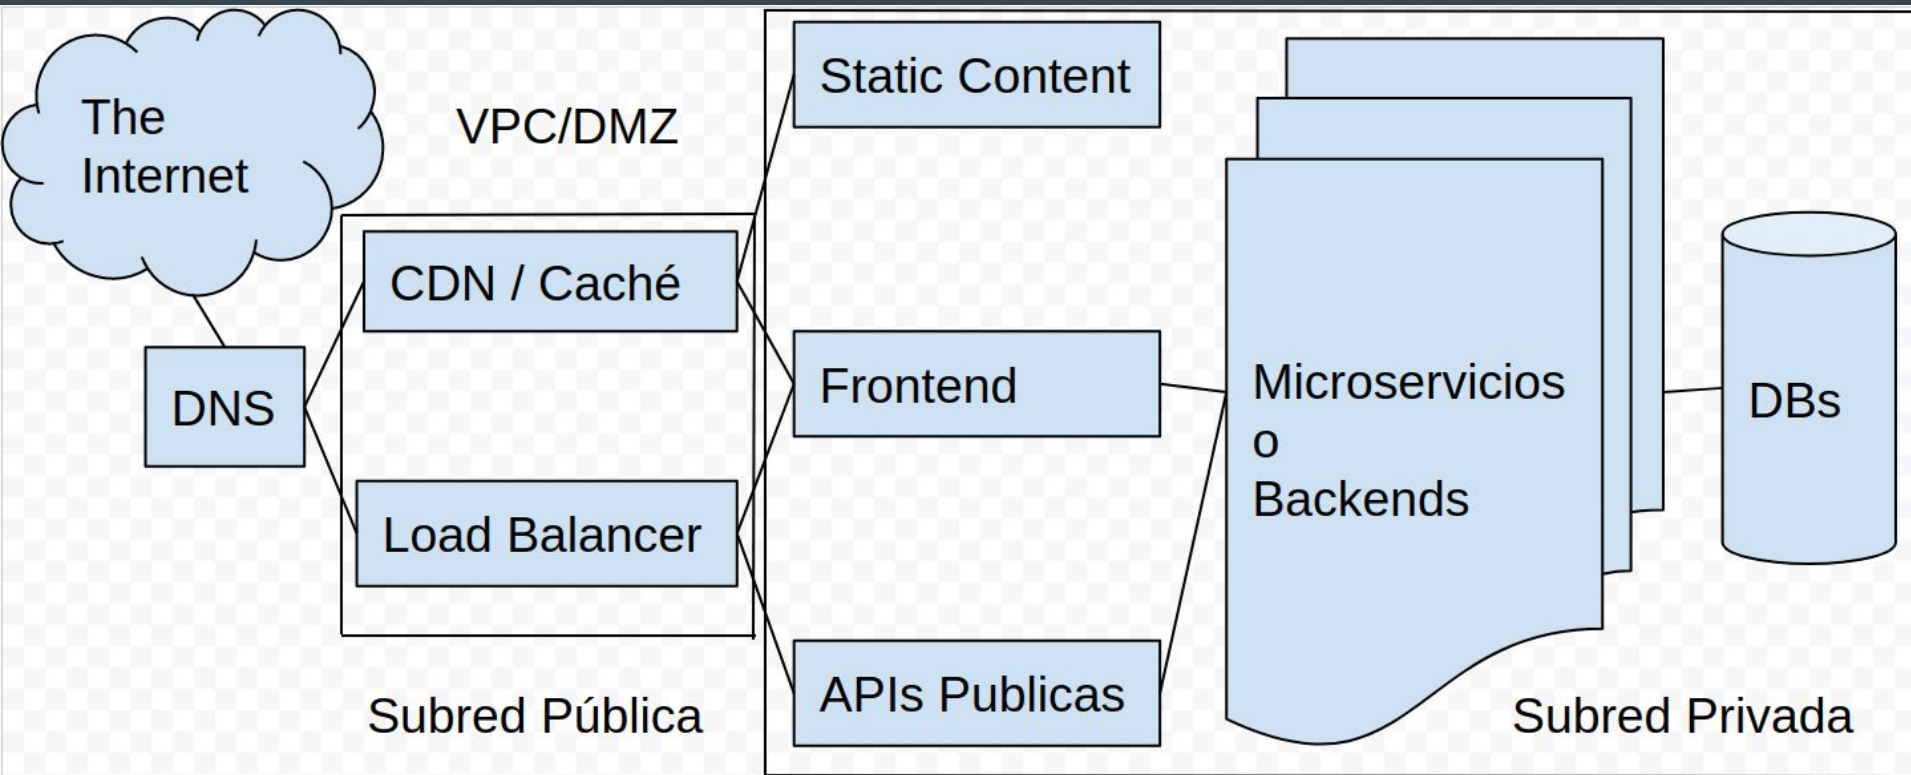 The
Internet
VPC/DMZ
DNS
CDN / Caché
Load Balancer
Subred Pública
Static Content
Frontend
APIs Publicas
Microservicios
o
Backends
DBs
Subred Privada